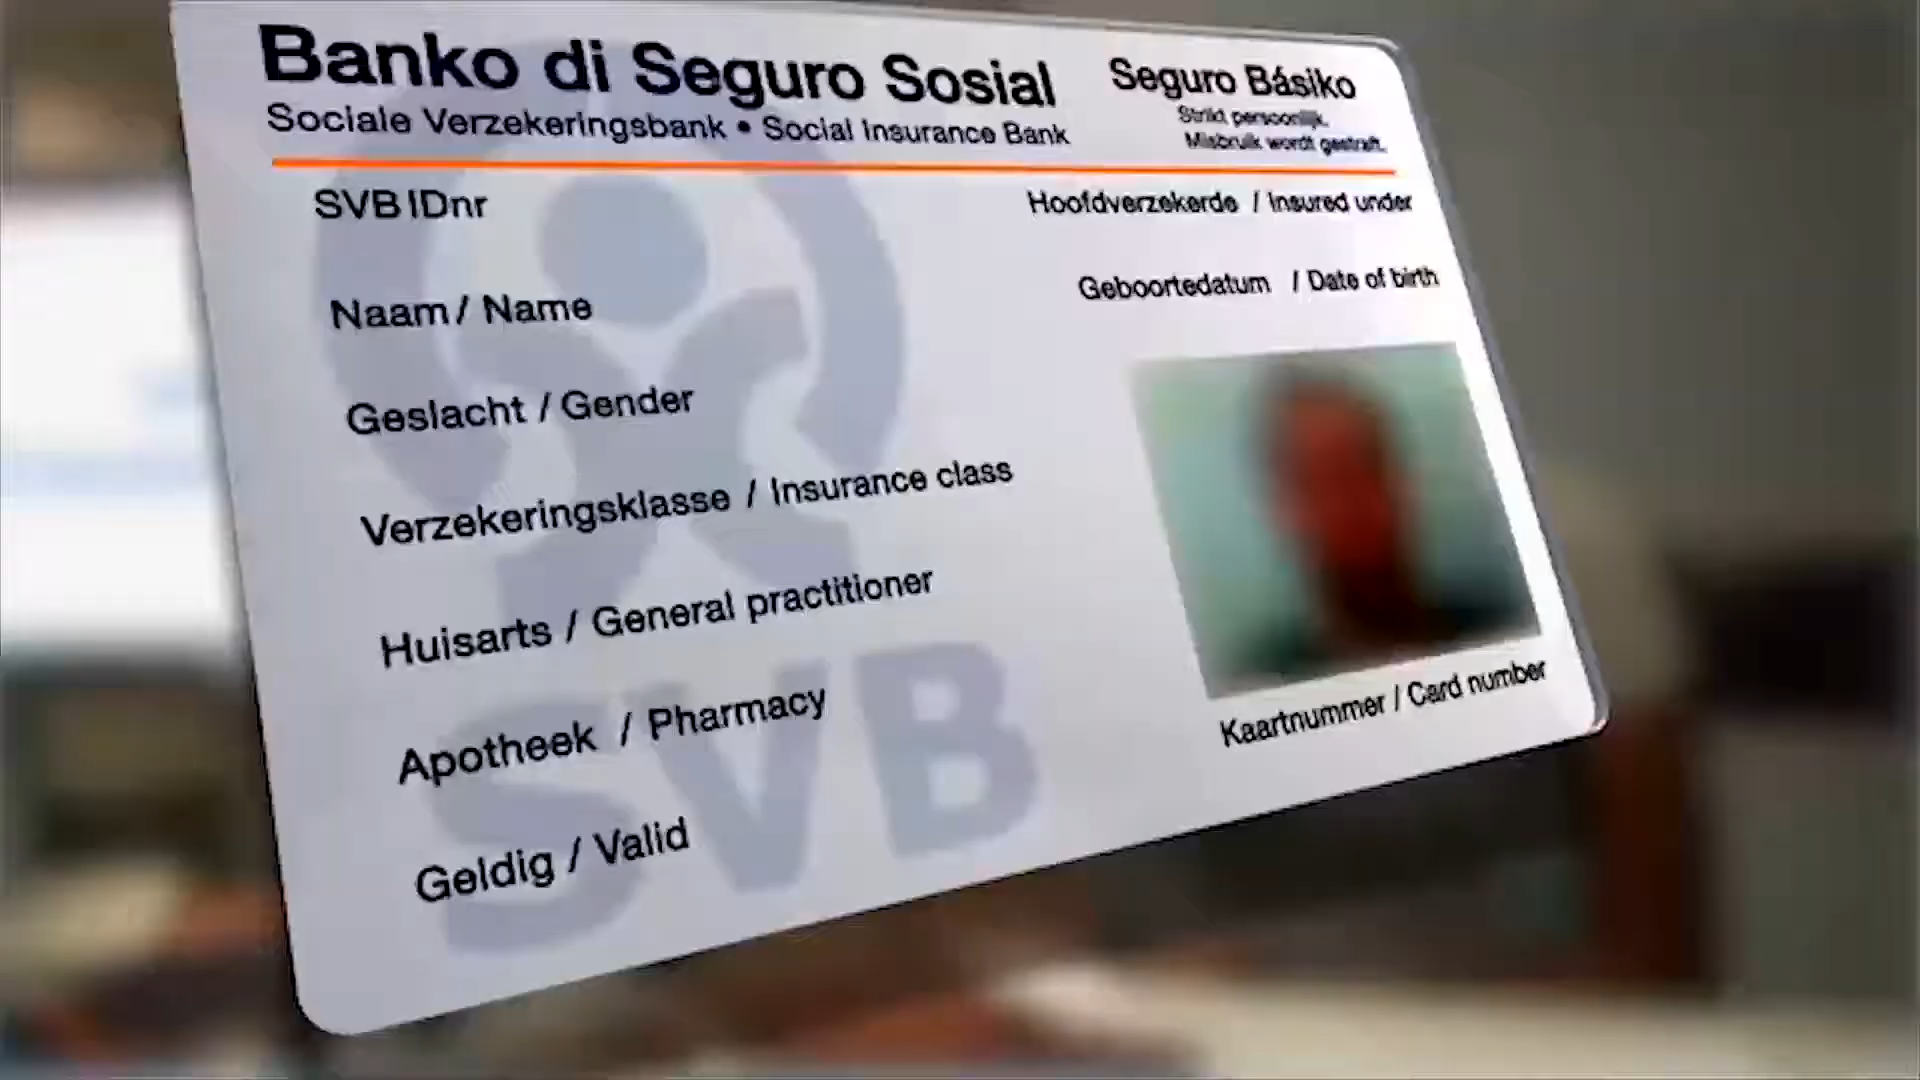 Banko di Seguro Sosial
Sociale Verzekeringsbank • Social Insurance Bank
Seguro Básiko
Strikt persoonlijk.
Misbruik wordt gestraft.
SVB IDnr
Hoofdverzekerde / Insured under
Naam / Name
Geboortedatum / Date of birth
Geslacht / Gender
Verzekeringsklasse / Insurance class
Huisarts / General practitioner
Apotheek / Pharmacy
Kaartnummer / Card number
Geldig / Valid
SVB